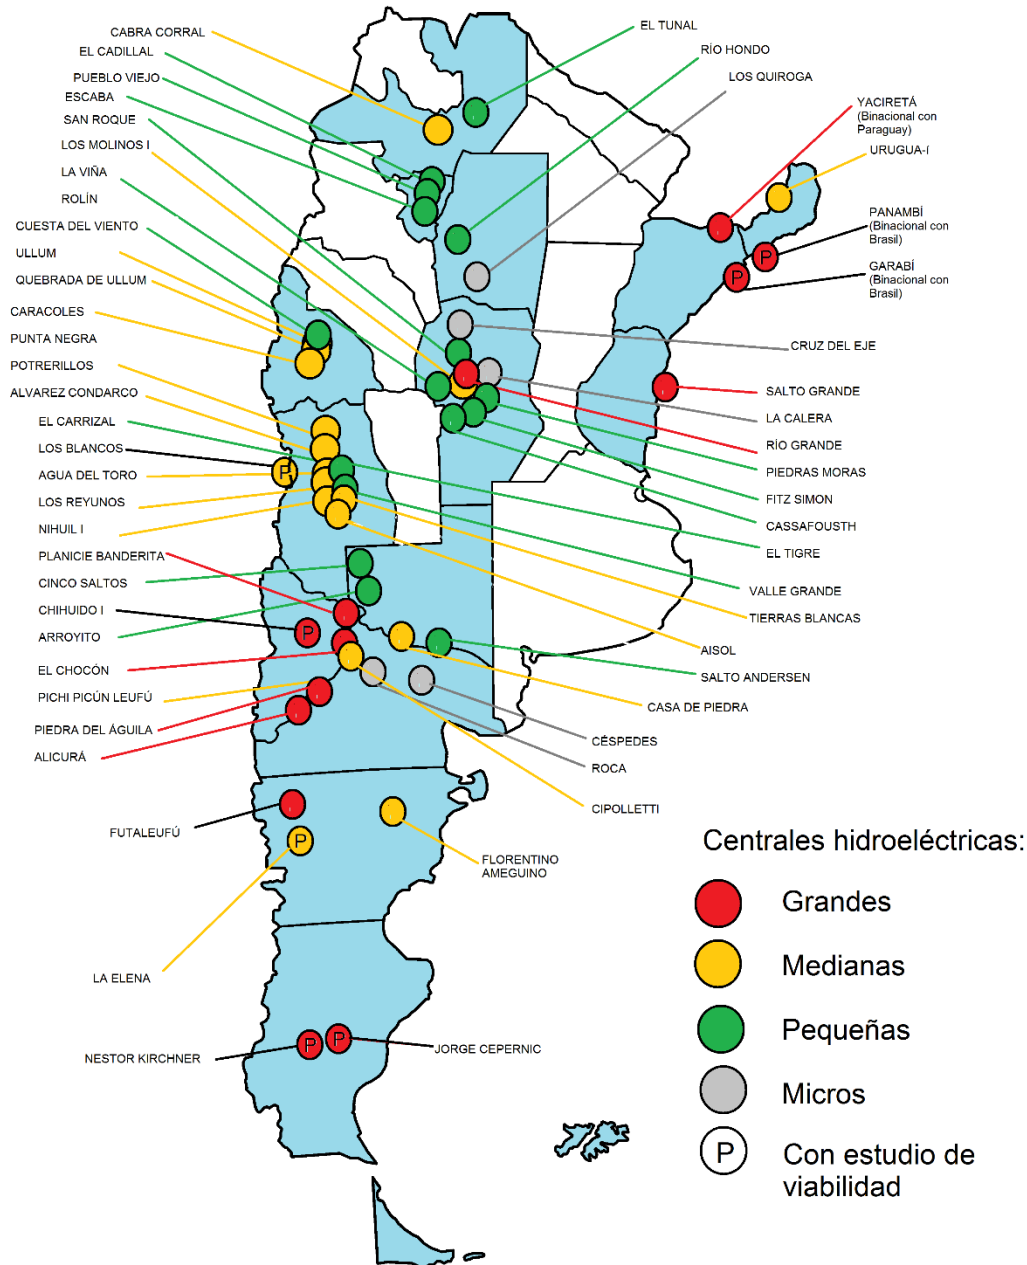 CABRA CORRAL
EL CADILLAL
PUEBLO VIEJO
ESCABA
SAN ROQUE
LOS MOLINOS I
LA VIÑA
ROLÍN
CUESTA DEL VIENTO
ULLUM
QUEBRADA DE ULLUM
CARACOLES
PUNTA NEGRA
POTRERILLOS
ALVAREZ CONDARCO
EL CARRIZAL
LOS BLANCOS
AGUA DEL TORO
LOS REYUNOS
NIHUIL I
PLANICIE BANDERITA
CINCO SALTOS
CHIHUIDO I
ARROYITO
EL CHOCÓN
PICHI PICÚN LEUFÚ
PIEDRA DEL ÁGUILA
ALICURÁ
FUTALEUFÚ
LA ELENA
NESTOR KIRCHNER
EL TUNAL
RÍO HONDO
LOS QUIROGA
YACIRETÁ
(Binacional con
Paraguay)
URUGUA-í
PANAMBÍ
(Binacional con
Brasil)
GARABÍ
(Binacional con
Brasil)
CRUZ DEL EJE
SALTO GRANDE
LA CALERA
RÍO GRANDE
PIEDRAS MORAS
FITZ SIMON
CASSAFOUSTH
EL TIGRE
VALLE GRANDE
TIERRAS BLANCAS
AISOL
SALTO ANDERSEN
CASA DE PIEDRA
CÉSPEDES
ROCA
CIPOLLETTI
FLORENTINO
AMEGUINO
JORGE CEPERNIC
P
P
P
P
P
P
P
Centrales hidroeléctricas:
Grandes
Medianas
Pequeñas
Micros
P
Con estudio de
viabilidad